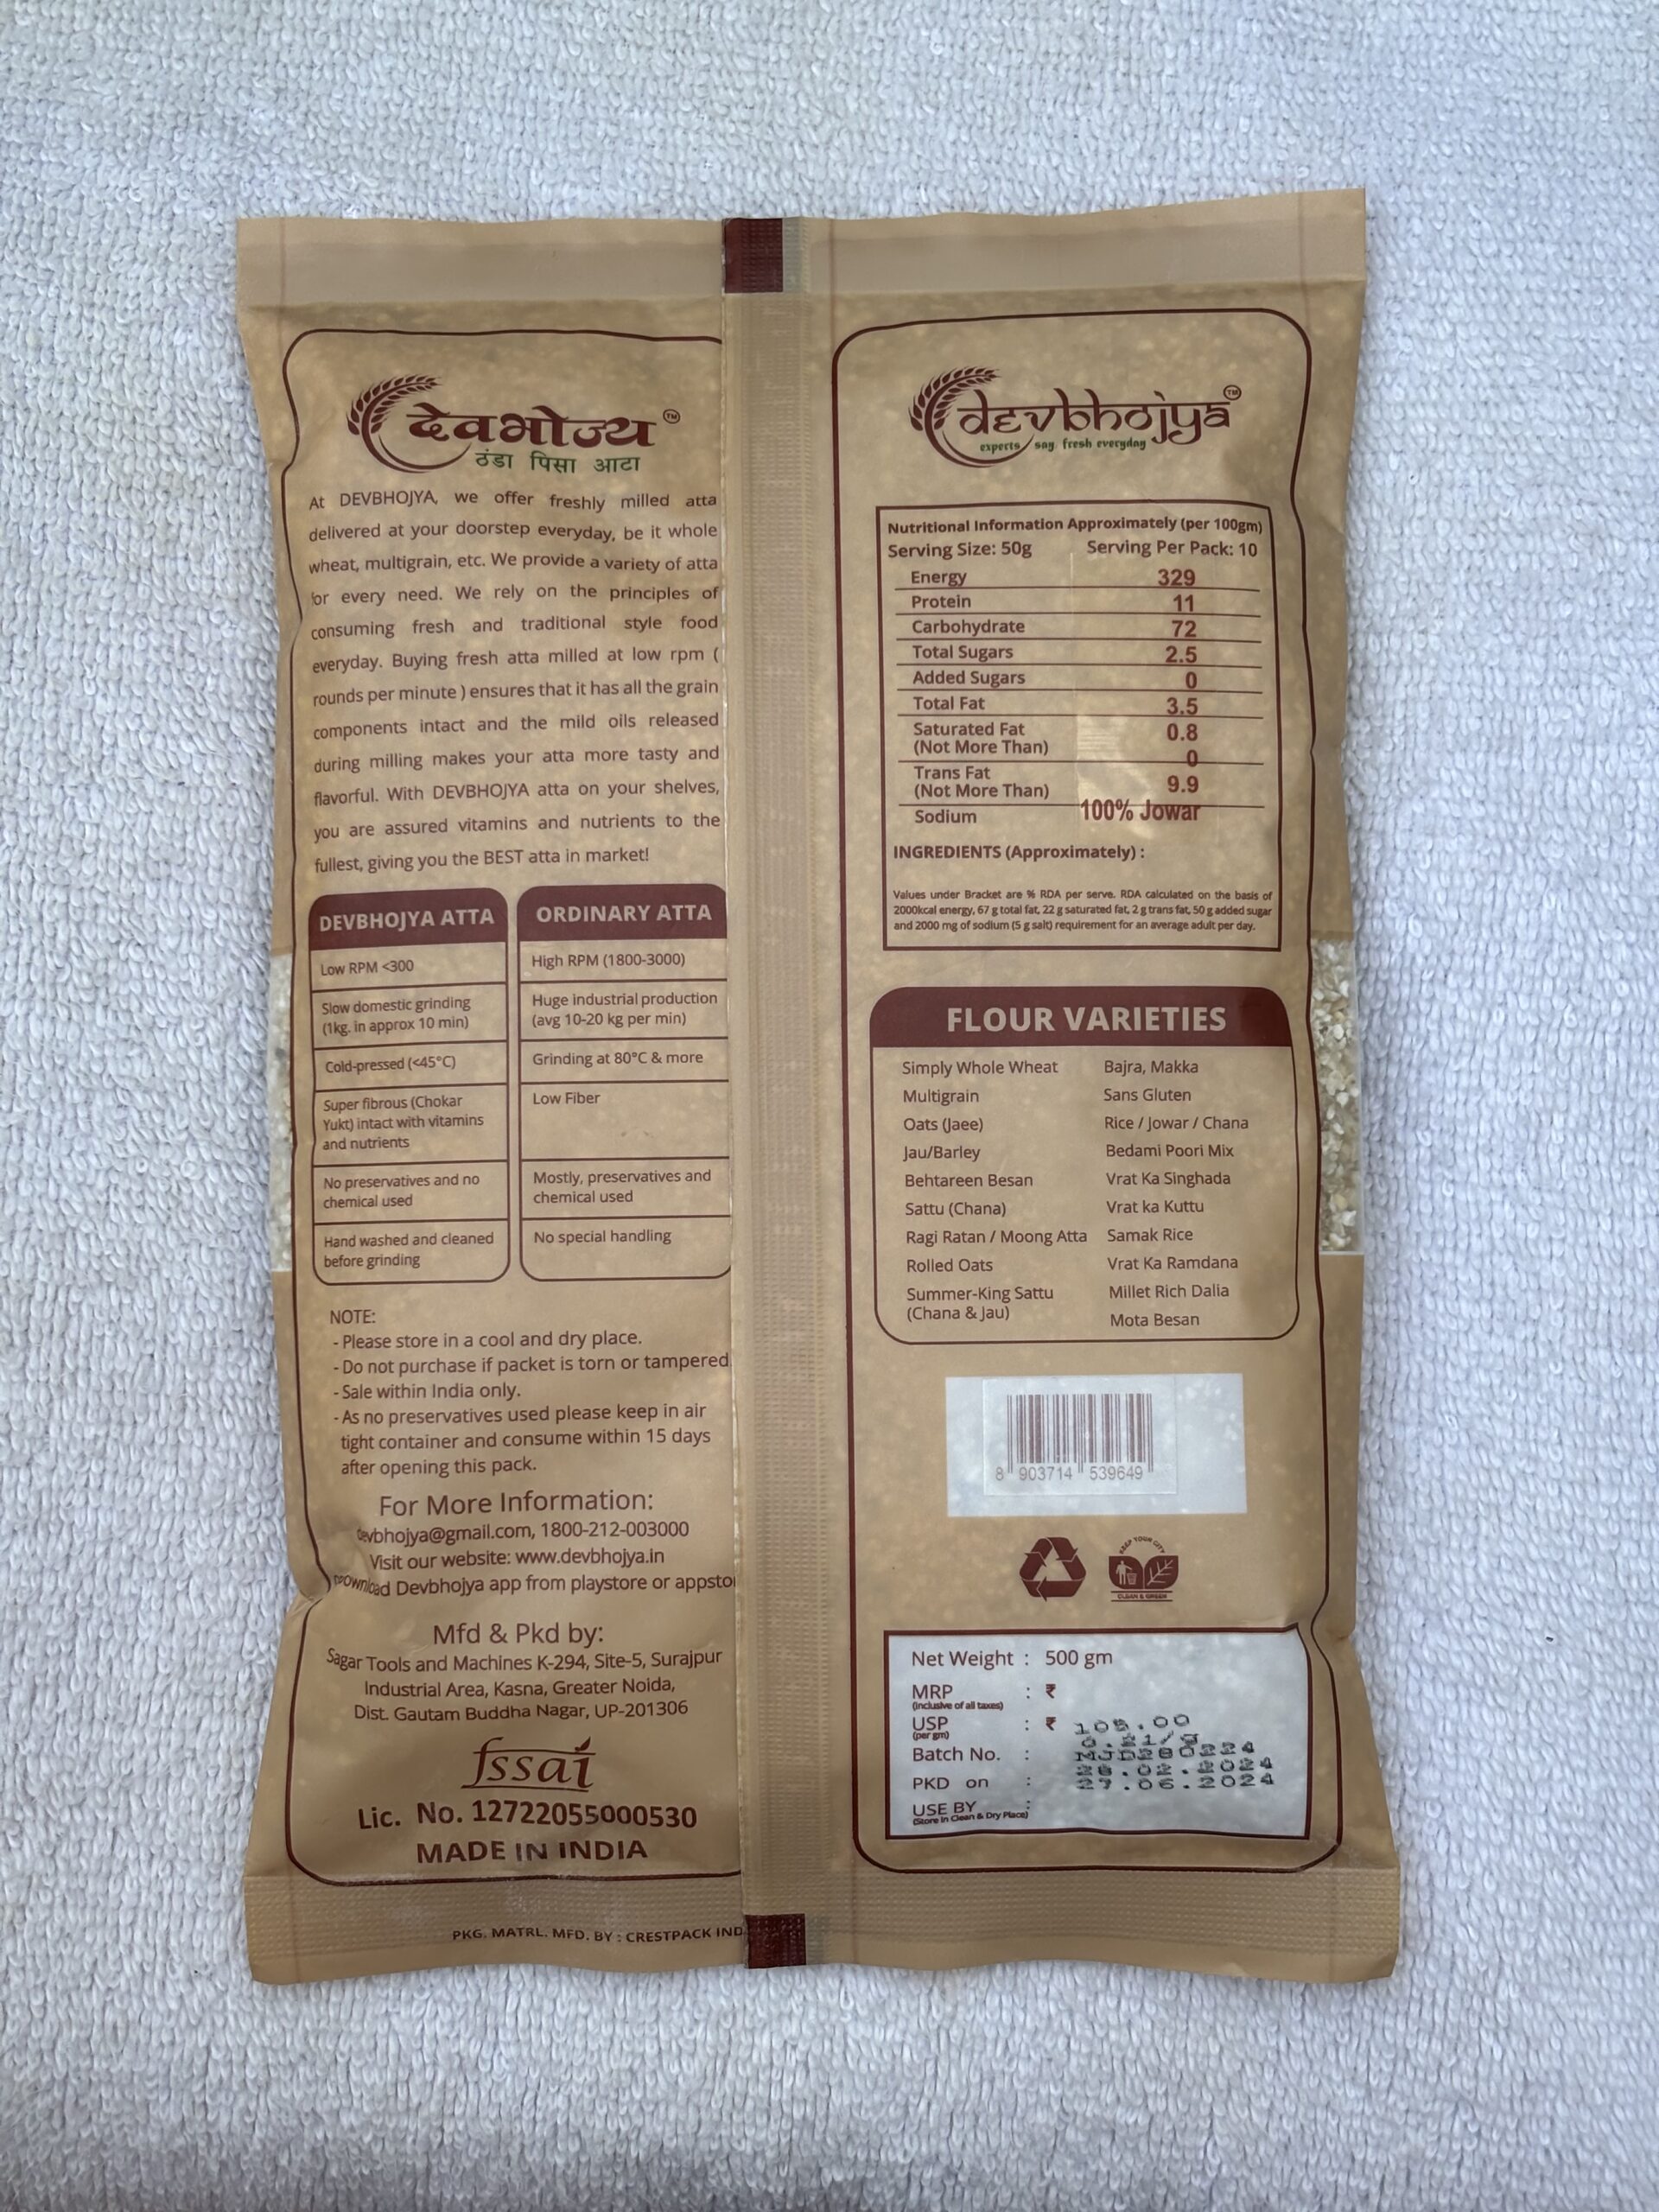 देवभोज्य™
ठंडा पिसा आटा
At DEVBHOJYA, we offer freshly milled atta
delivered at your doorstep everyday, be it whole
wheat, multigrain, etc. We provide a variety of atta
for every need. We rely on the principles of
consuming fresh and traditional style food
everyday. Buying fresh atta milled at low rpm (
rounds per minute ) ensures that it has all the grain
components intact and the mild oils released
during milling makes your atta more tasty and
flavorful. With DEVBHOJYA atta on your shelves,
you are assured vitamins and nutrients to the
fullest, giving you the BEST atta in market!
DEVBHOJYA ATTA ORDINARY ATTA
Low RPM <300 High RPM (1800-3000)
Slow domestic grinding Huge industrial production
(1kg. in approx 10 min) (avg 10-20 kg per min)
Cold-pressed (<45°C) Grinding at 80°C & more
Super fibrous (Chokar Low Fiber
Yukt) intact with vitamins
and nutrients
No preservatives and no Mostly, preservatives and
chemical used chemical used
Hand washed and cleaned No special handling
before grinding
NOTE:
- Please store in a cool and dry place.
- Do not purchase if packet is torn or tampered
- Sale within India only.
- As no preservatives used please keep in air
tight container and consume within 15 days
after opening this pack.
For More Information:
devbhojya@gmail.com, 1800-212-003000
Visit our website: www.devbhojya.in
Download Devbhojya app from playstore or appsto
Mfd & Pkd by:
Sagar Tools and Machines K-294, Site-5, Surajpur
Industrial Area, Kasna, Greater Noida,
Dist. Gautam Buddha Nagar, UP-201306
fssai
Lic. No. 12722055000530
MADE IN INDIA
PKG. MATRL. MFD. BY : CRESTPACK IND
devbhojya™
experts say fresh everyday
Nutritional Information Approximately (per 100gm)
Serving Size: 50g Serving Per Pack: 10
Energy 329
Protein 11
Carbohydrate 72
Total Sugars 2.5
Added Sugars 0
Total Fat 3.5
Saturated Fat 0.8
(Not More Than)
0
Trans Fat
(Not More Than) 9.9
Sodium 100% Jowar
INGREDIENTS (Approximately) :
Values under Bracket are % RDA per serve. RDA calculated on the basis of
2000kcal energy, 67 g total fat, 22 g saturated fat, 2 g trans fat, 50 g added sugar
and 2000 mg of sodium (5 g salt) requirement for an average adult per day.
FLOUR VARIETIES
Simply Whole Wheat Bajra, Makka
Multigrain Sans Gluten
Oats (Jaee) Rice / Jowar / Chana
Jau/Barley Bedami Poori Mix
Behtareen Besan Vrat Ka Singhada
Sattu (Chana) Vrat ka Kuttu
Ragi Ratan / Moong Atta Samak Rice
Rolled Oats Vrat Ka Ramdana
Summer-King Sattu Millet Rich Dalia
(Chana & Jau) Mota Besan
8 903714 539649
KEEP YOUR CITY
CLEAN & GREEN
Net Weight : 500 gm
MRP : ₹
(inclusive of all taxes)
USP : ₹ 105.00
(per gm) 0.21/g
Batch No. : MJD280224
28.02.2024
PKD on : 27.06.2024
USE BY :
(Store in Clean & Dry Place)